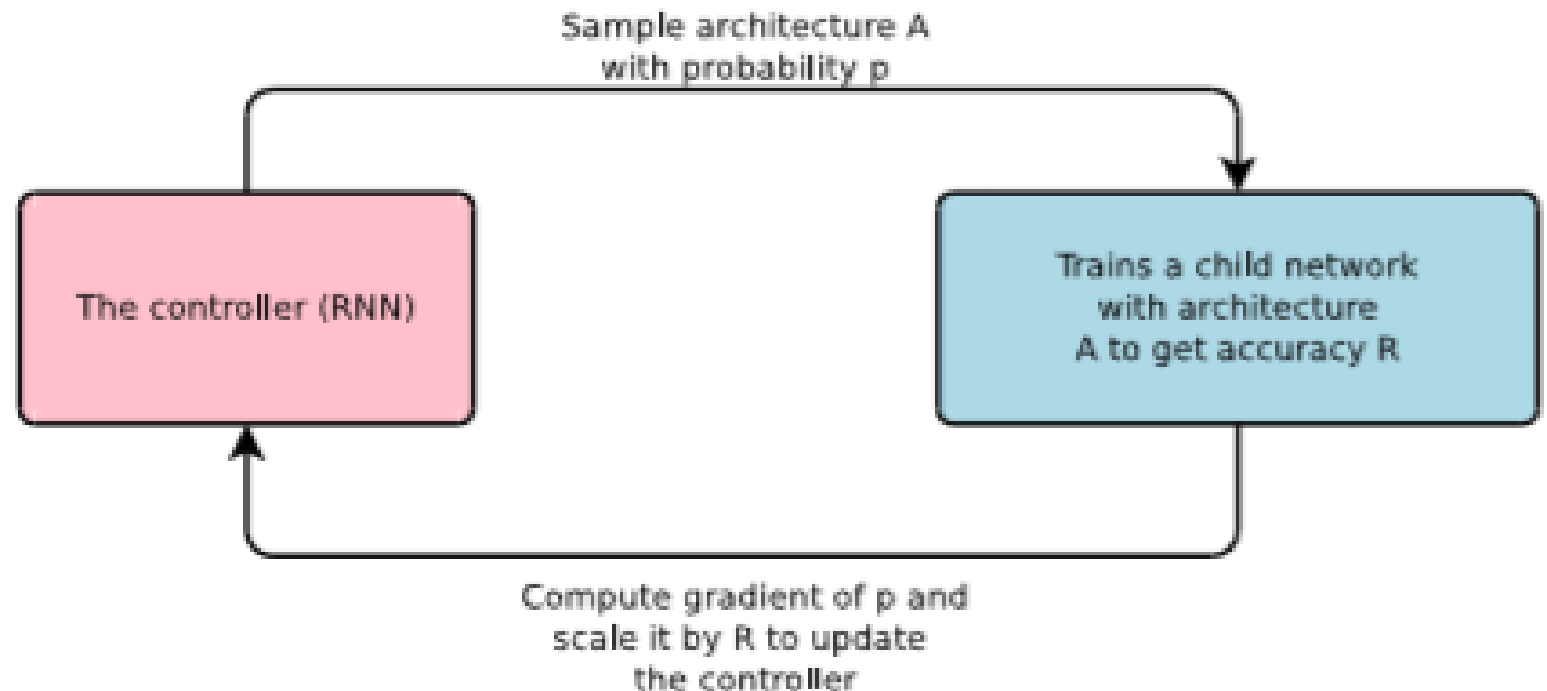 Sample architecture A
with probability p
The controller (RNN)
Trains a child network
with architecture
A to get accuracy R
Compute gradient of p and
scale it by R to update
the controller